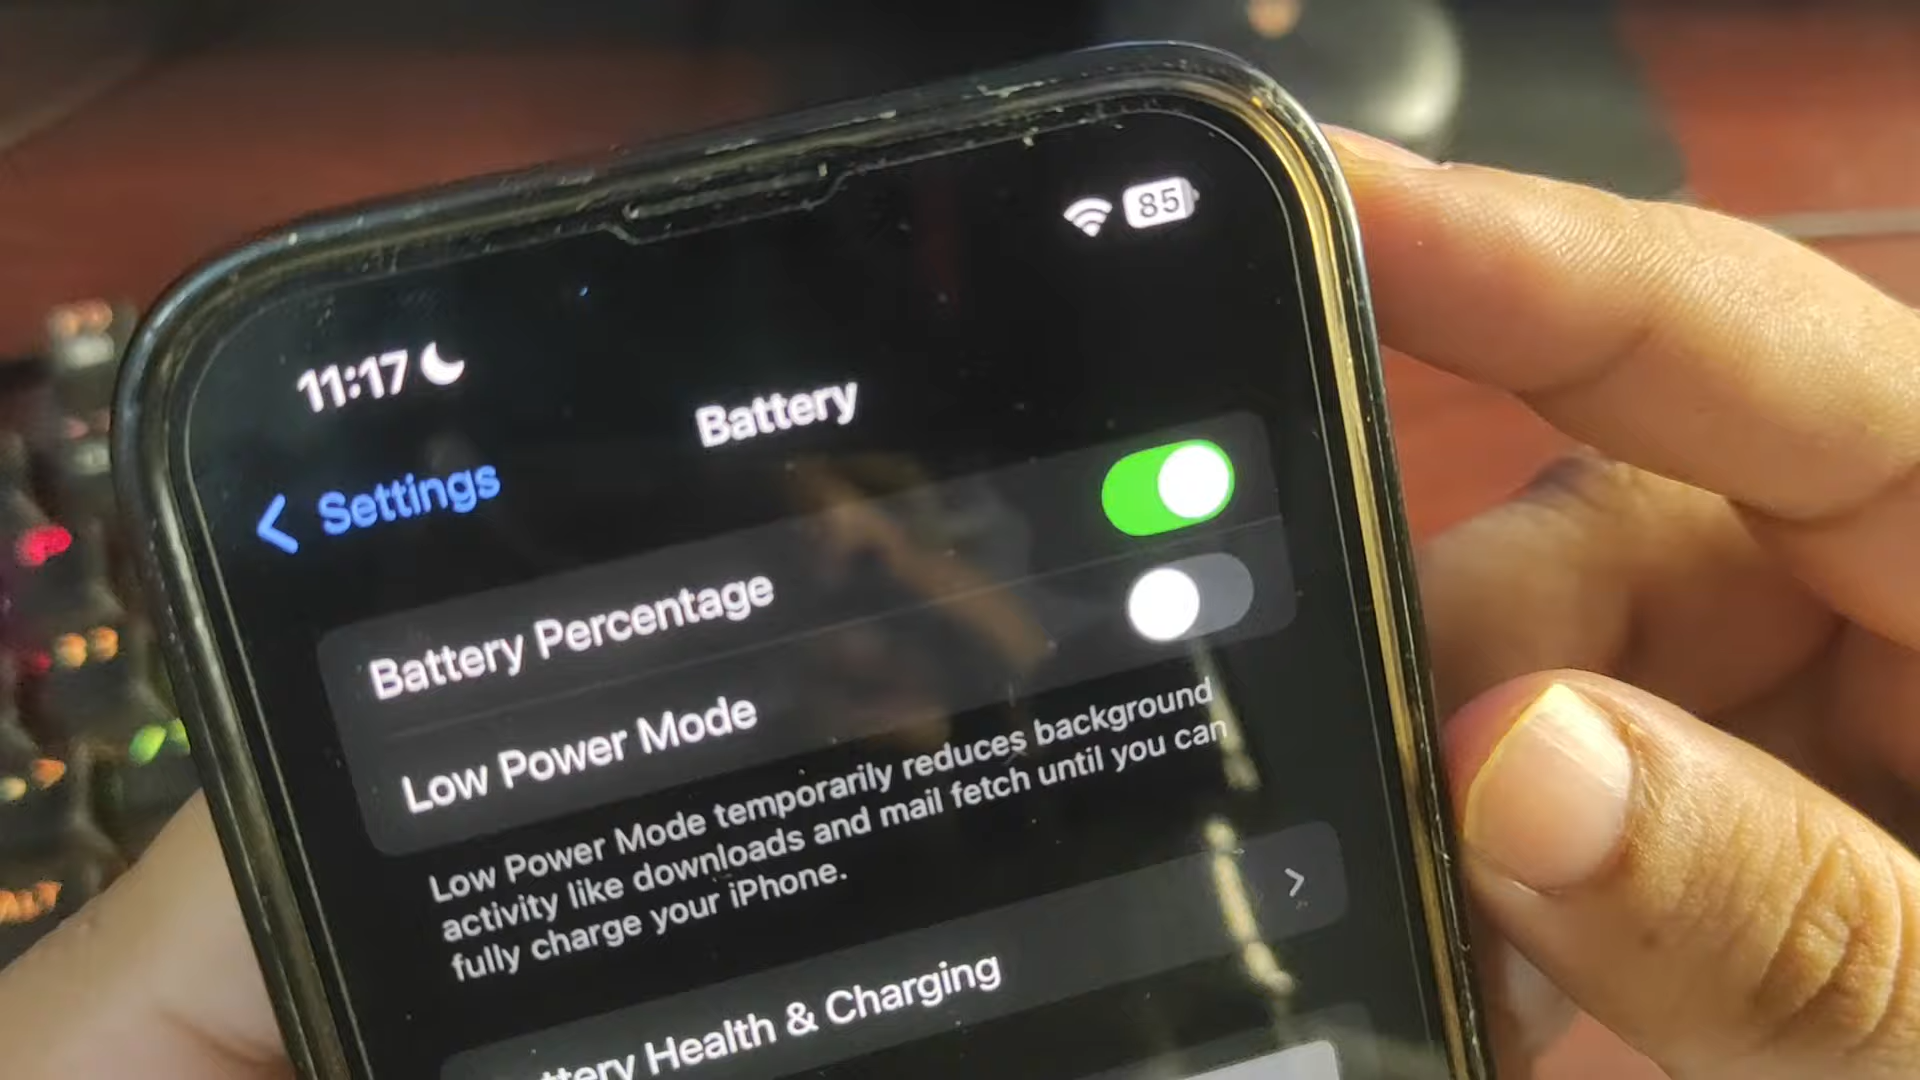 85
11:17
Battery
Settings
Battery Percentage
Low Power Mode
Low Power Mode temporarily reduces background
activity like downloads and mail fetch until you can
fully charge your iPhone.
ttery Health & Charging